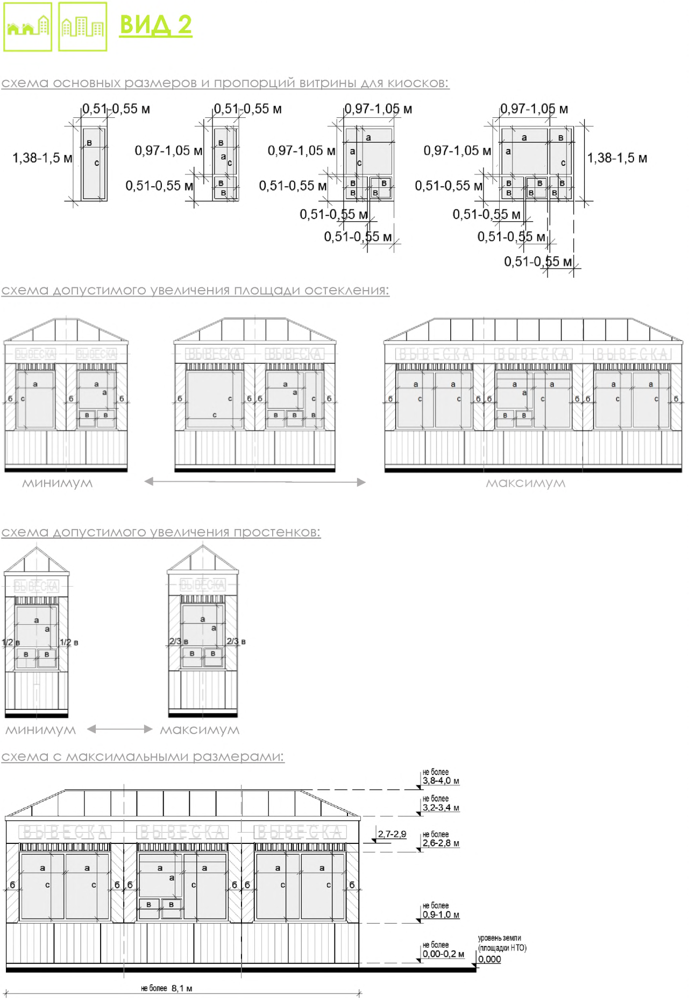 ВИД 2
схема основных размеров и пропорций витрины для киосков:
0,51-0,55 м 0,51-0,55 м 0,97-1,05 м 0,97-1,05 м
а а в
в в
0,97-1,05 м 0,97-1,05 м 0,97-1,05 м
а с а с а с
1,38-1,5 м с 1,38-1,5 м
0,51-0,55 м 0,51-0,55 м 0,51-0,55 м
в в в в в в
в в в в в в
0,51-0,55 м 0,51-0,55 м
0,51-0,55 м 0,51-0,55 м
0,51-0,55 м
схема допустимого увеличения площади остекления:
ВЫВЕСКА ВЫВЕСКА ВЫВЕСКА ВЫВЕСКА ВЫВЕСКА ВЫВЕСКА ВЫВЕСКА
а а а а а а а а а
а а а
б с б б б с б б с б б с с б б с б б с с б
в в с в в в в в
минимум максимум
схема допустимого увеличения простенков:
ВЫВЕСКА ВЫВЕСКА
а а
а а
1/2 в 1/2 в 2/3 в 2/3 в
в в в в
минимум максимум
схема с максимальными размерами:
не более
3,8-4,0 м
не более
3,2-3,4 м
ВЫВЕСКА ВЫВЕСКА ВЫВЕСКА
2,7-2,9
не более
2,6-2,8 м
а а а а а а
а
б с с б б с б б с с б
в в
не более
0,9-1,0 м
не более
0,00-0,2 м
уровень земли
(площадки НТО)
0,000
не более 8,1 м